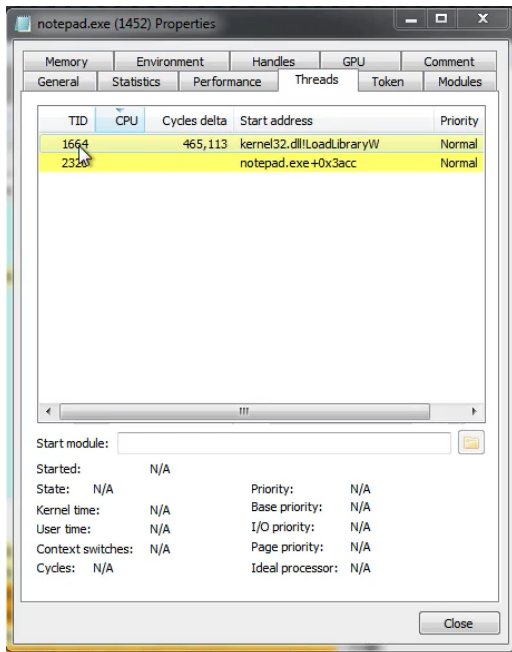 notepad.exe (1452) Properties
Memory Environment Handles GPU Comment
General Statistics Performance Threads Token Modules
TID CPU Cycles delta Start address Priority
1664 465,113 kernel32.dll!LoadLibraryW Normal
notepad.exe+0x3acc Normal
Start module:
Started: N/A
State: N/A Priority: N/A
Kernel time: N/A Base priority: N/A
User time: N/A I/O priority: N/A
Context switches: N/A Page priority: N/A
Cycles: N/A Ideal processor: N/A
Close